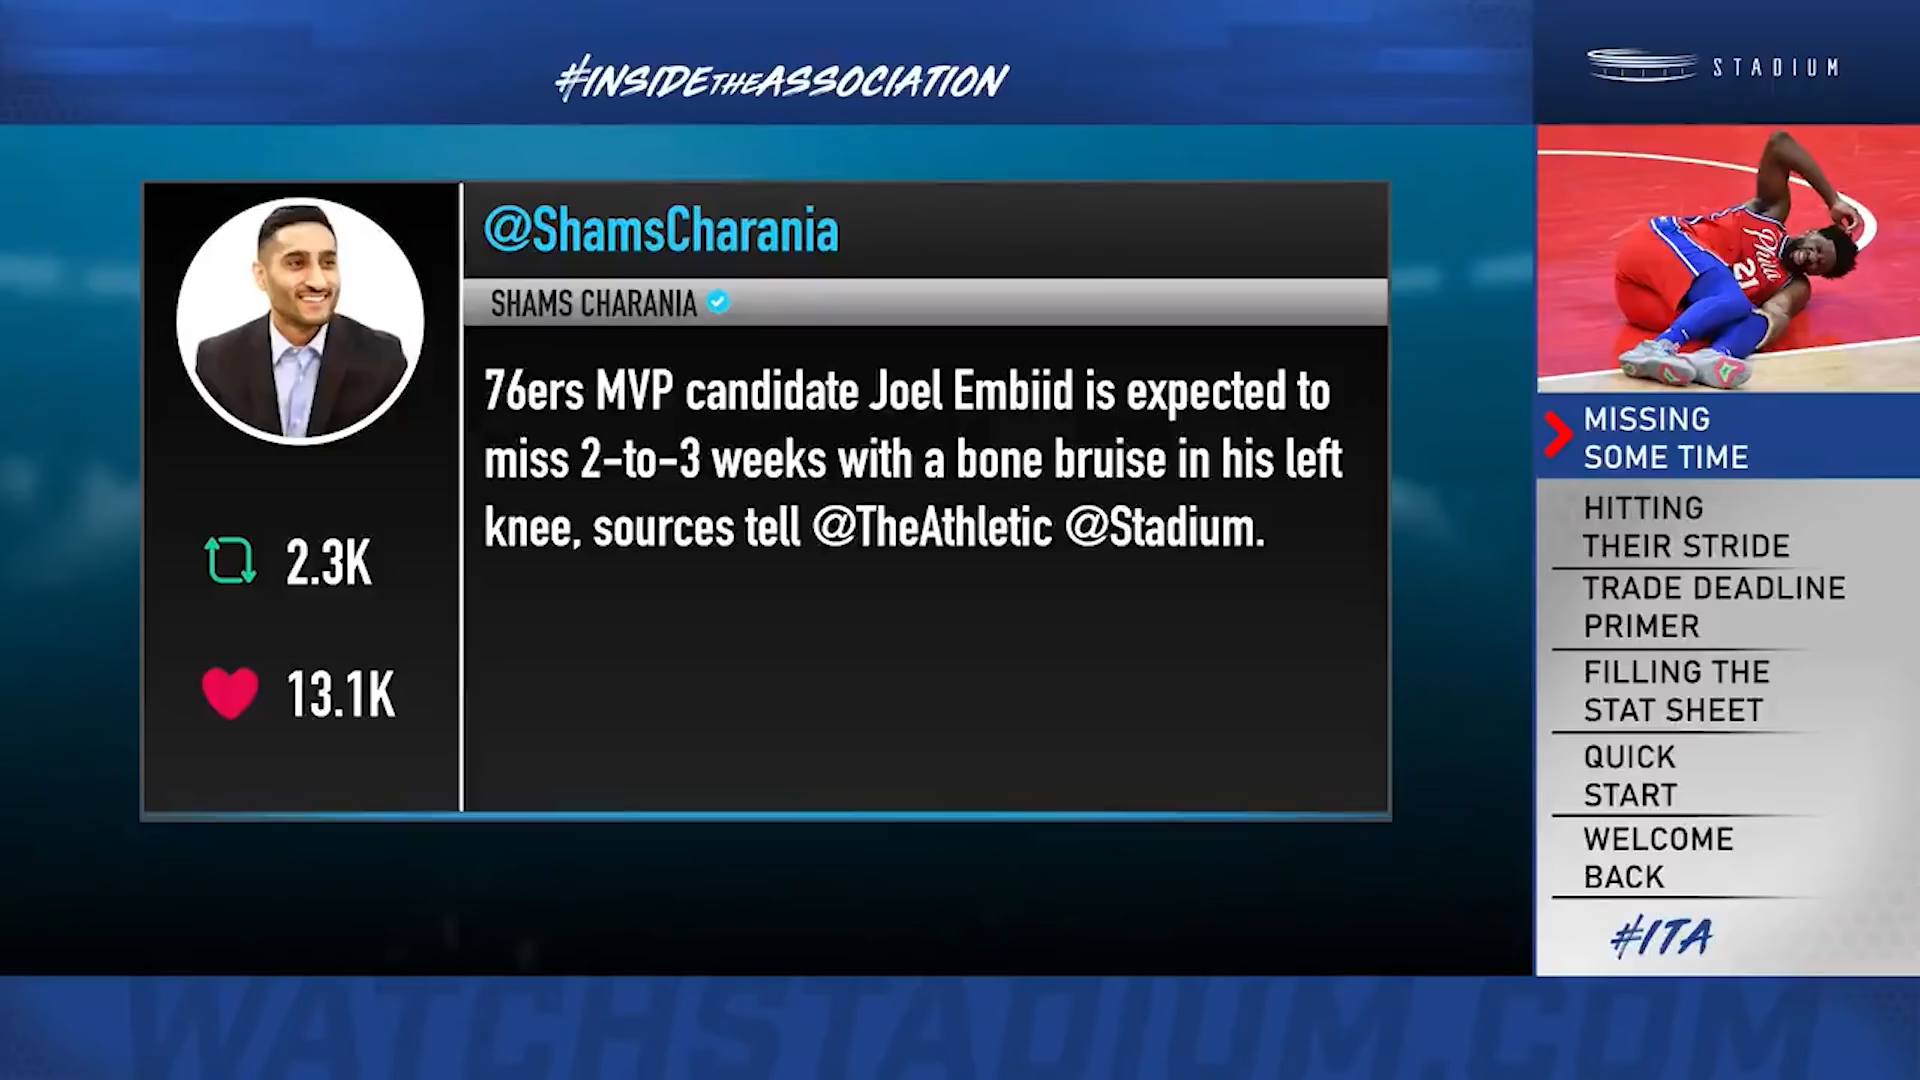 #INSIDETHEASSOCIATION
STADIUM
@ShamsCharania
SHAMS CHARANIA
76ers MVP candidate Joel Embiid is expected to
miss 2-to-3 weeks with a bone bruise in his left
knee, sources tell @TheAthletic @Stadium.
2.3K
13.1K
Phila
21
MISSING
SOME TIME
HITTING
THEIR STRIDE
TRADE DEADLINE
PRIMER
FILLING THE
STAT SHEET
QUICK
START
WELCOME
BACK
#ITA
WATCHSTADIUM.COM